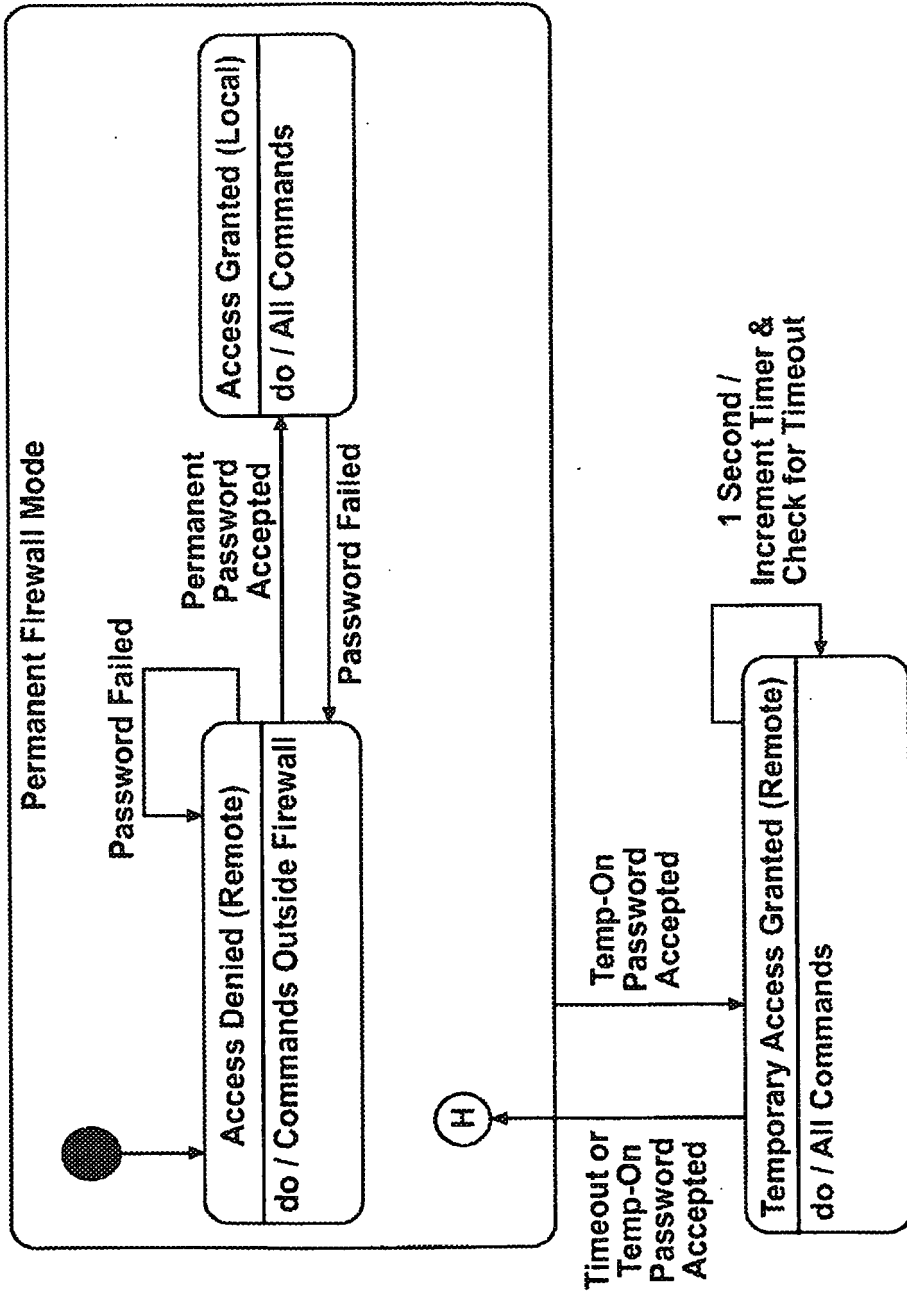 Permanent Firewall Mode
Password Failed
Access Denied (Remote)
do / Commands Outside Firewall
Permanent
Password
Accepted
Password Failed
Access Granted (Local)
do / All Commands
H
Timeout or
Temp-On
Password
Accepted
Temp-On
Password
Accepted
Temporary Access Granted (Remote)
do / All Commands
1 Second /
Increment Timer &
Check for Timeout